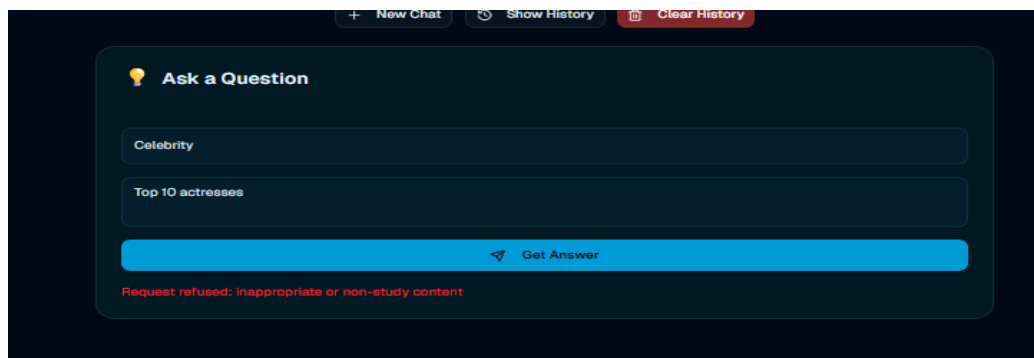 + New Chat Show History Clear History
Ask a Question
Celebrity
Top 10 actresses
Get Answer
Request refused: inappropriate or non-study content